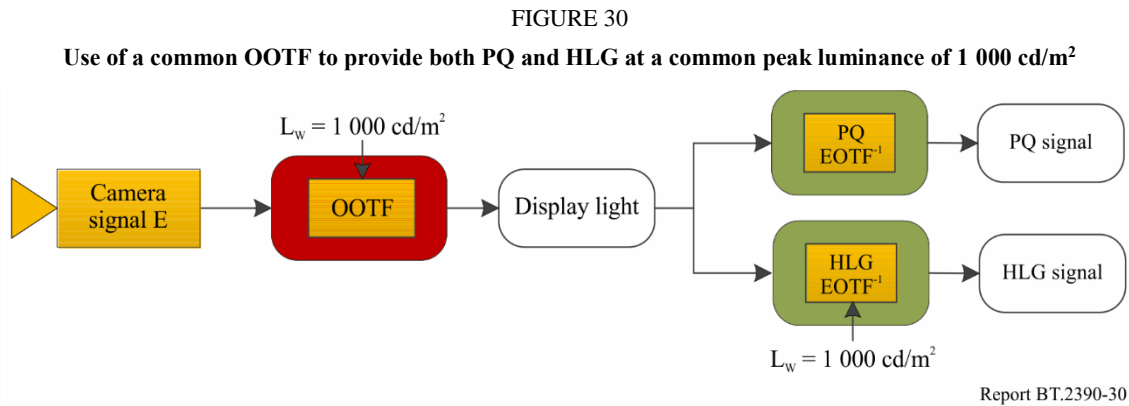 FIGURE 30
Use of a common OOTF to provide both PQ and HLG at a common peak luminance of 1 000 cd/m²
L_W = 1 000 cd/m²
Camera
signal E
OOTF
Display light
PQ
EOTF⁻¹
PQ signal
HLG
EOTF⁻¹
HLG signal
L_W = 1 000 cd/m²
Report BT.2390-30